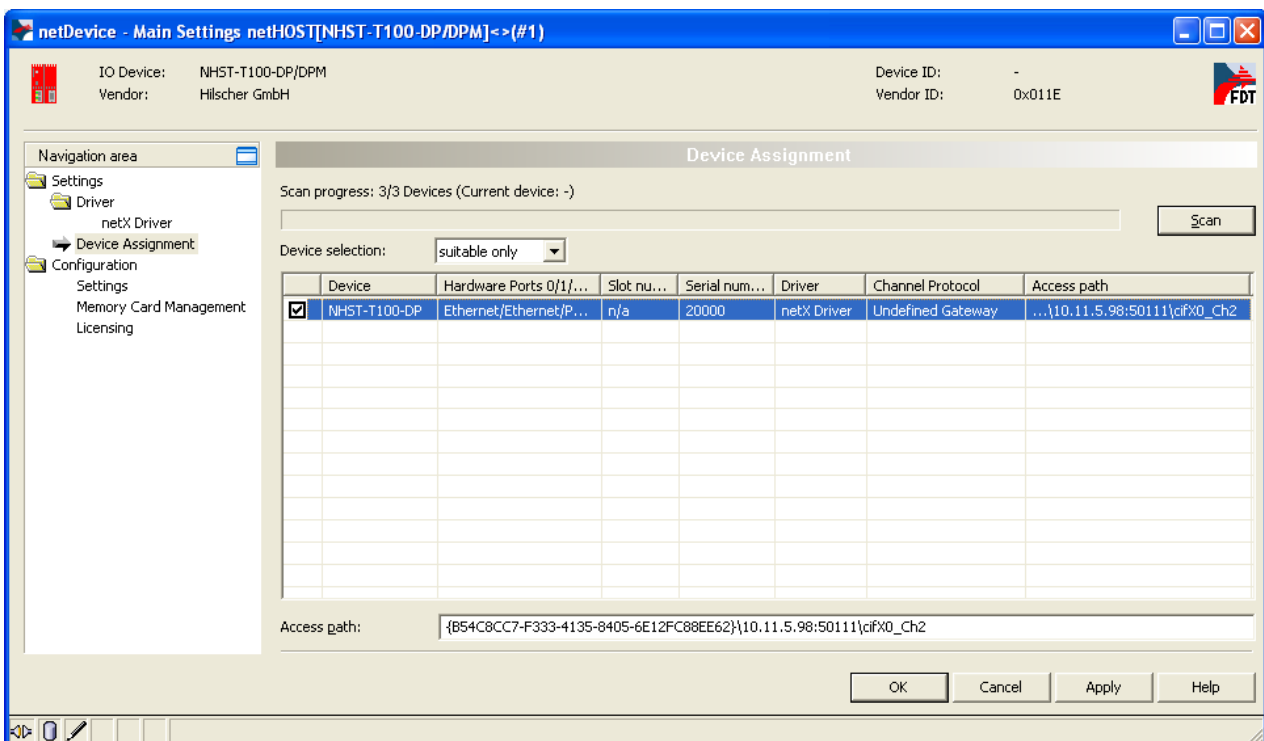 netDevice - Main Settings netHOST[NHST-T100-DP/DPM]<>(#1)
IO Device: NHST-T100-DP/DPM Device ID: -
Vendor: Hilscher GmbH Vendor ID: 0x011E
FDT
Navigation area
Settings
Driver
netX Driver
Device Assignment
Configuration
Settings
Memory Card Management
Licensing
Device Assignment
Scan progress: 3/3 Devices (Current device: -)
Scan
Device selection: suitable only
Device Hardware Ports 0/1/... Slot nu... Serial num... Driver Channel Protocol Access path
NHST-T100-DP Ethernet/Ethernet/P... n/a 20000 netX Driver Undefined Gateway ...\10.11.5.98:50111\cifX0_Ch2
Access path: {B54C8CC7-F333-4135-8405-6E12FC88EE62}\10.11.5.98:50111\cifX0_Ch2
OK Cancel Apply Help